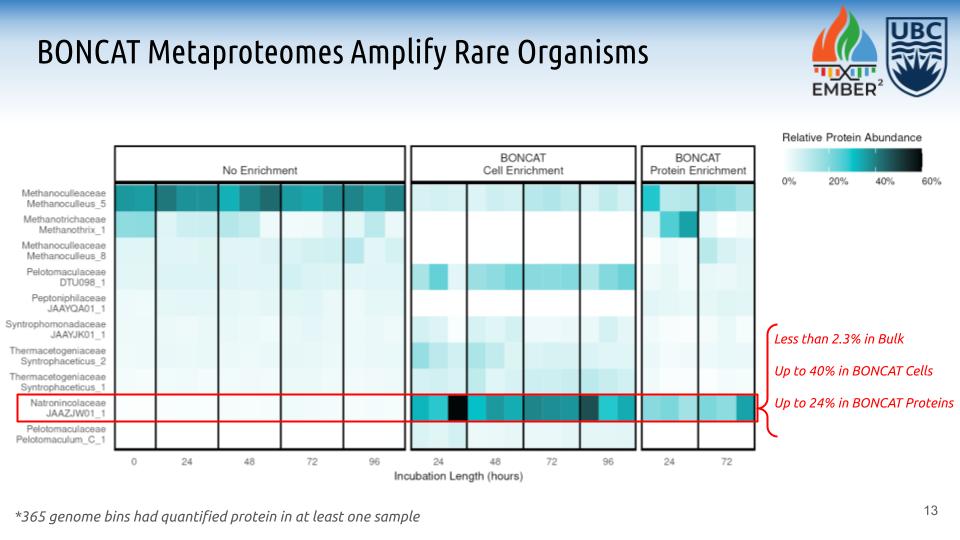 BONCAT Metaproteomes Amplify Rare Organisms
EMBER²
UBC
Relative Protein Abundance
0% 20% 40% 60%
No Enrichment
BONCAT
Cell Enrichment
BONCAT
Protein Enrichment
Methanoculleaceae
Methanoculleus_5
Methanotrichaceae
Methanothrix_1
Methanoculleaceae
Methanoculleus_8
Pelotomaculaceae
DTU098_1
Peptoniphilaceae
JAAYQA01_1
Syntrophomonadaceae
JAAYJK01_1
Thermacetogeniaceae
Syntrophaceticus_2
Thermacetogeniaceae
Syntrophaceticus_1
Natronincolaceae
JAAZJW01_1
Pelotomaculaceae
Pelotomaculum_C_1
Less than 2.3% in Bulk
Up to 40% in BONCAT Cells
Up to 24% in BONCAT Proteins
0 24 48 72 96 24 48 72 96 24 72
Incubation Length (hours)
*365 genome bins had quantified protein in at least one sample
13